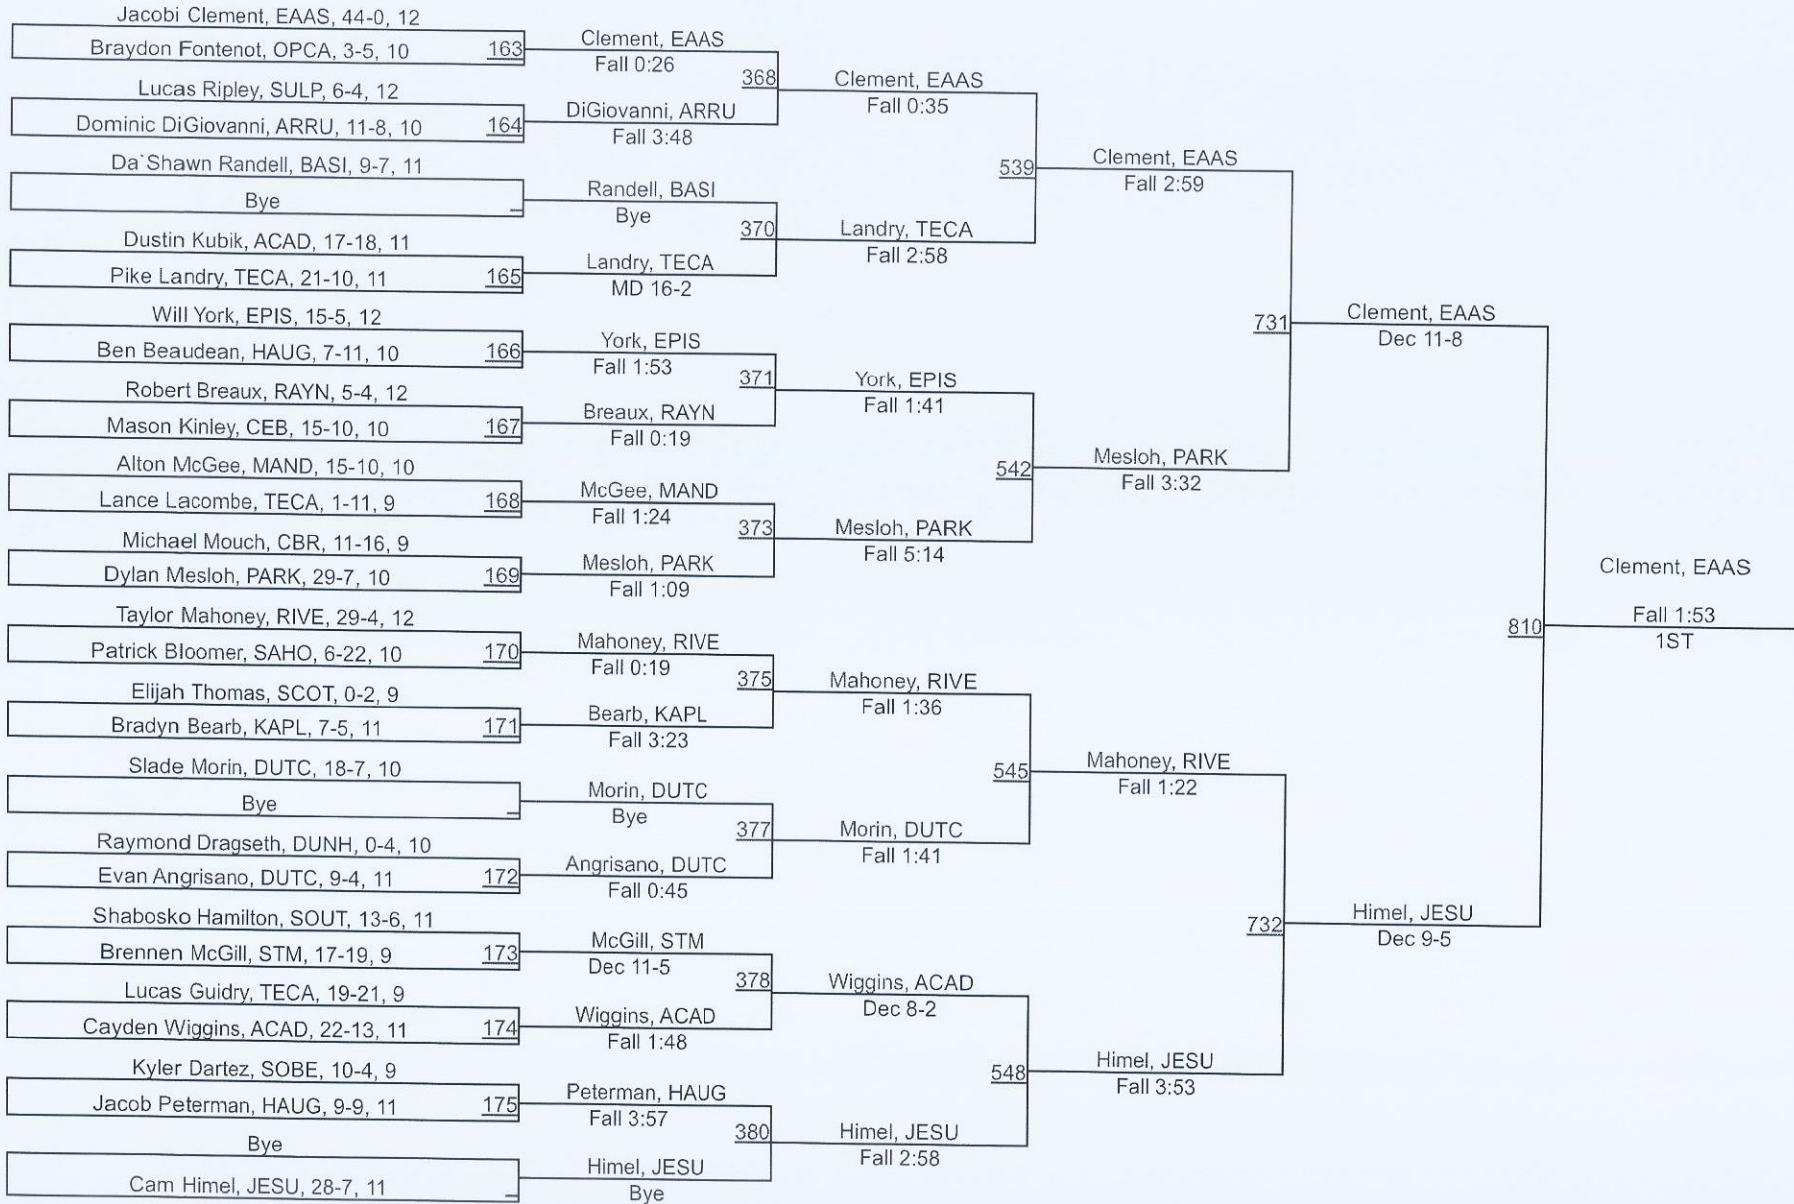 Jacobi Clement, EAAS, 44-0, 12
Braydon Fontenot, OPCA, 3-5, 10
163
Lucas Ripley, SULP, 6-4, 12
Dominic DiGiovanni, ARRU, 11-8, 10
164
Da`Shawn Randell, BASI, 9-7, 11
Bye
Dustin Kubik, ACAD, 17-18, 11
Pike Landry, TECA, 21-10, 11
165
Will York, EPIS, 15-5, 12
Ben Beaudean, HAUG, 7-11, 10
166
Robert Breaux, RAYN, 5-4, 12
Mason Kinley, CEB, 15-10, 10
167
Alton McGee, MAND, 15-10, 10
Lance Lacombe, TECA, 1-11, 9
168
Michael Mouch, CBR, 11-16, 9
Dylan Mesloh, PARK, 29-7, 10
169
Taylor Mahoney, RIVE, 29-4, 12
Patrick Bloomer, SAHO, 6-22, 10
170
Elijah Thomas, SCOT, 0-2, 9
Bradyn Bearb, KAPL, 7-5, 11
171
Slade Morin, DUTC, 18-7, 10
Bye
Raymond Dragseth, DUNH, 0-4, 10
Evan Angrisano, DUTC, 9-4, 11
172
Shabosko Hamilton, SOUT, 13-6, 11
Brennen McGill, STM, 17-19, 9
173
Lucas Guidry, TECA, 19-21, 9
Cayden Wiggins, ACAD, 22-13, 11
174
Kyler Dartez, SOBE, 10-4, 9
Jacob Peterman, HAUG, 9-9, 11
175
Bye
Cam Himel, JESU, 28-7, 11
Clement, EAAS
Fall 0:26
368
DiGiovanni, ARRU
Fall 3:48
Randell, BASI
Bye
370
Landry, TECA
MD 16-2
York, EPIS
Fall 1:53
371
Breaux, RAYN
Fall 0:19
McGee, MAND
Fall 1:24
373
Mesloh, PARK
Fall 1:09
Mahoney, RIVE
Fall 0:19
375
Bearb, KAPL
Fall 3:23
Morin, DUTC
Bye
377
Angrisano, DUTC
Fall 0:45
McGill, STM
Dec 11-5
378
Wiggins, ACAD
Fall 1:48
Peterman, HAUG
Fall 3:57
380
Himel, JESU
Bye
Clement, EAAS
Fall 0:35
539
Landry, TECA
Fall 2:58
York, EPIS
Fall 1:41
542
Mesloh, PARK
Fall 5:14
Mahoney, RIVE
Fall 1:36
545
Morin, DUTC
Fall 1:41
Wiggins, ACAD
Dec 8-2
548
Himel, JESU
Fall 2:58
Clement, EAAS
Fall 2:59
731
Mesloh, PARK
Fall 3:32
Mahoney, RIVE
Fall 1:22
732
Himel, JESU
Fall 3:53
Clement, EAAS
Dec 11-8
810
Himel, JESU
Dec 9-5
Clement, EAAS
Fall 1:53
1ST